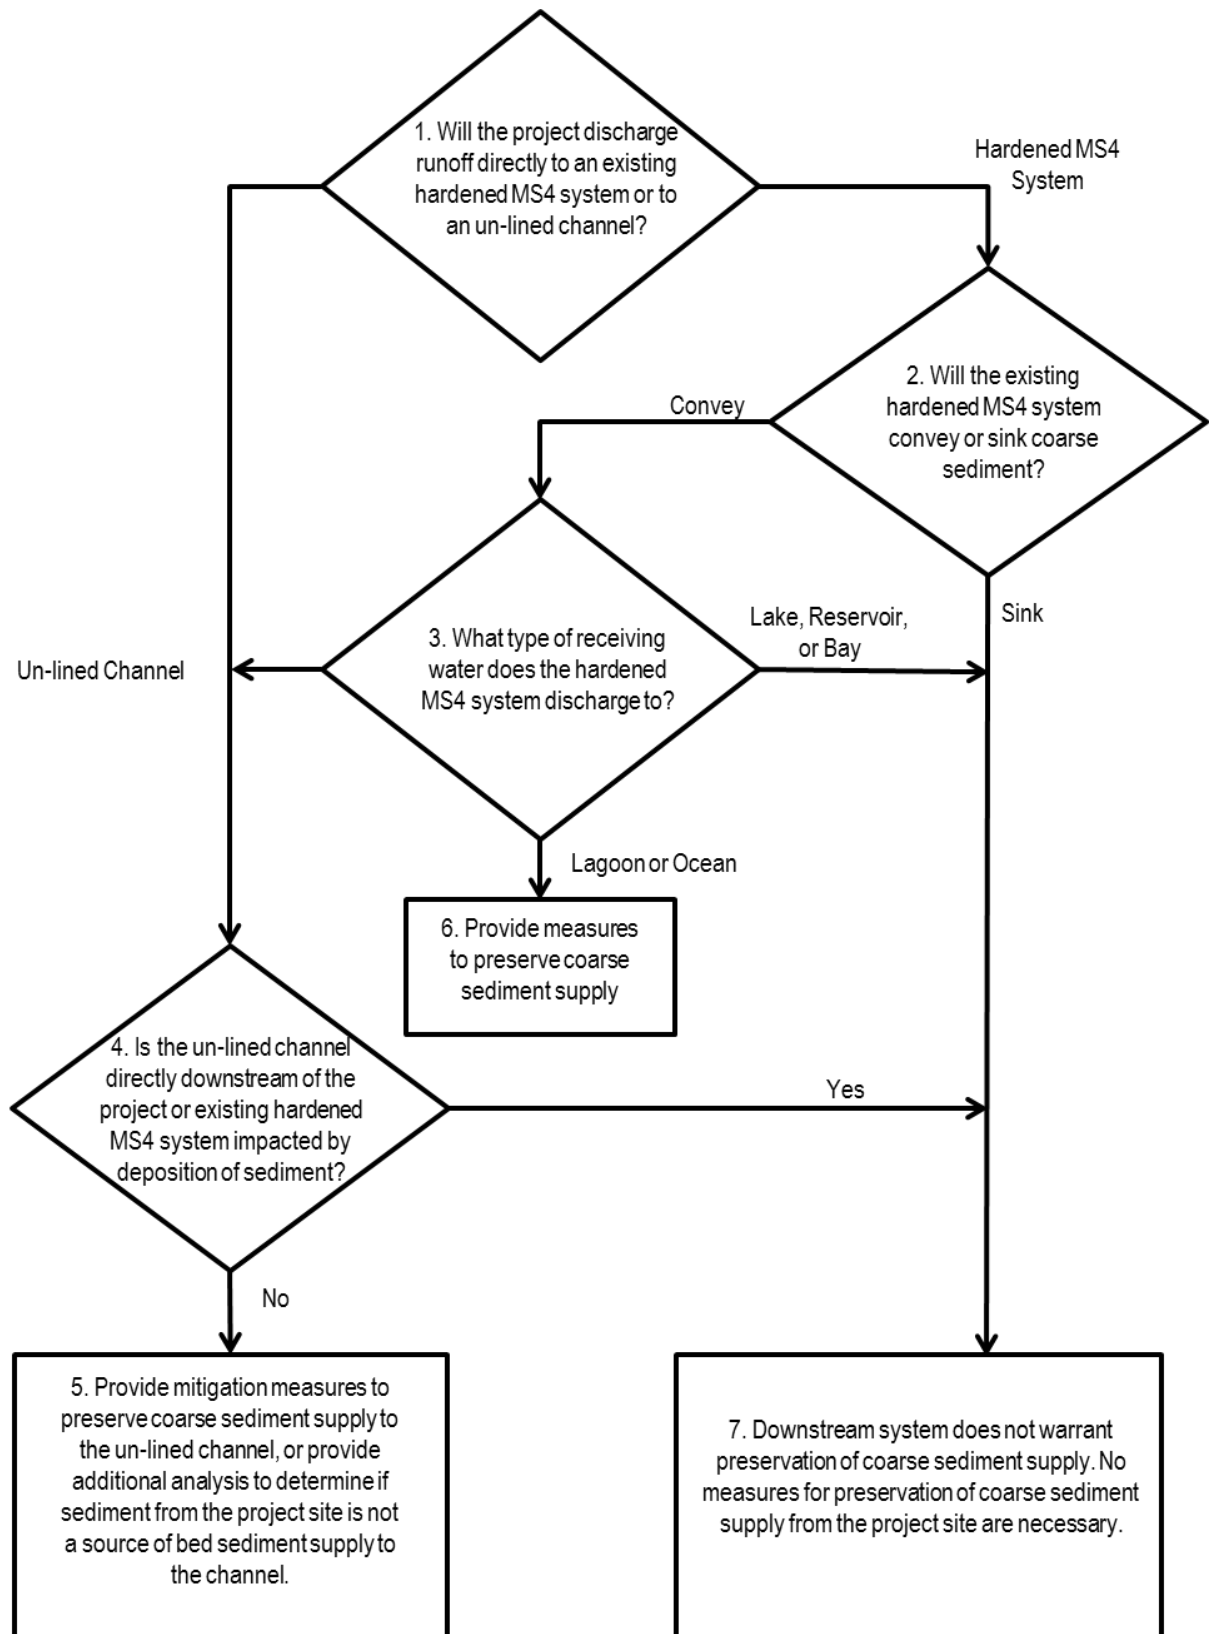 1. Will the project discharge
runoff directly to an existing
hardened MS4 system or to
an un-lined channel?
Hardened MS4
System
2. Will the existing
hardened MS4 system
convey or sink coarse
sediment?
Convey
Sink
3. What type of receiving
water does the hardened
MS4 system discharge to?
Lake, Reservoir,
or Bay
Un-lined Channel
Lagoon or Ocean
6. Provide measures
to preserve coarse
sediment supply
4. Is the un-lined channel
directly downstream of the
project or existing hardened
MS4 system impacted by
deposition of sediment?
Yes
No
5. Provide mitigation measures to
preserve coarse sediment supply to
the un-lined channel, or provide
additional analysis to determine if
sediment from the project site is not
a source of bed sediment supply to
the channel.
7. Downstream system does not warrant
preservation of coarse sediment supply. No
measures for preservation of coarse sediment
supply from the project site are necessary.